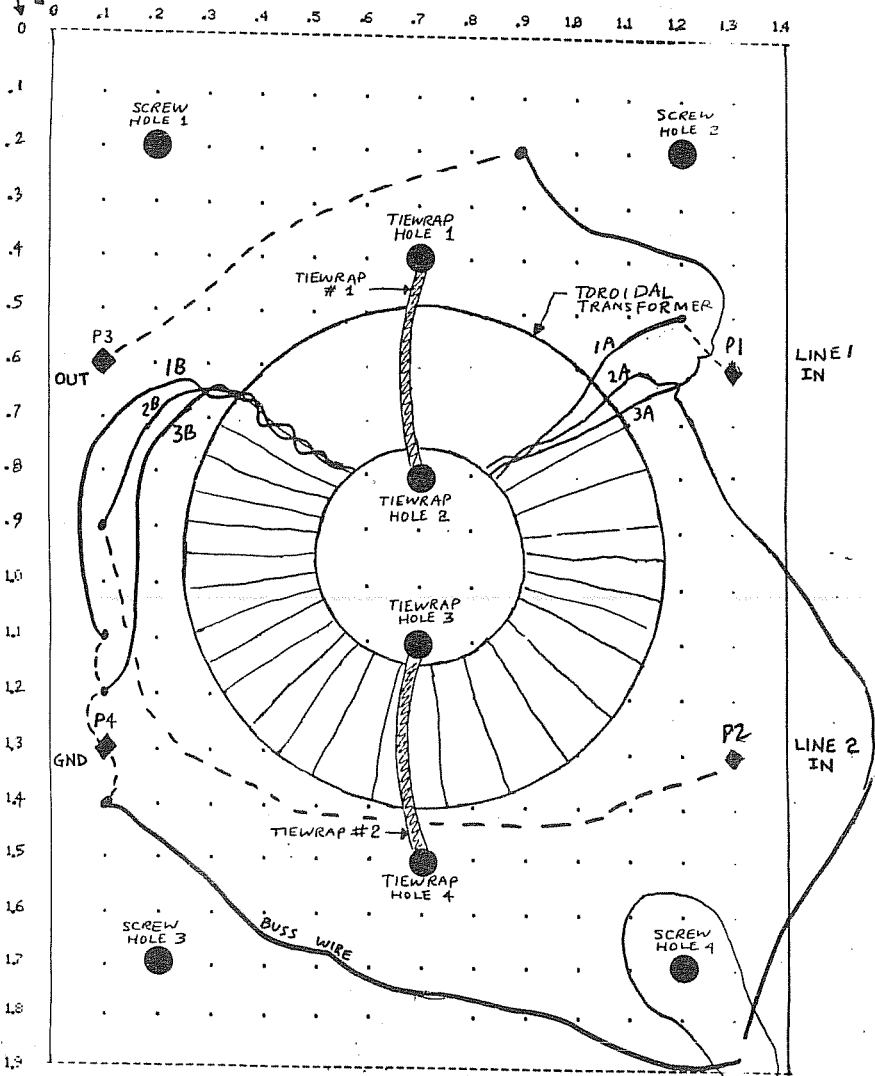 0 .1 .2 .3 .4 .5 .6 .7 .8 .9 1.0 1.1 1.2 1.3 1.4
0
.1
.2
.3
.4
.5
.6
.7
.8
.9
1.0
1.1
1.2
1.3
1.4
1.5
1.6
1.7
1.8
1.9
SCREW
HOLE 1
SCREW
HOLE 2
TIEWRAP
HOLE 1
TIEWRAP
# 1
TOROIDAL
TRANSFORMER
P3
OUT
1B
2B
3B
1A
2A
3A
P1
LINE 1
IN
TIEWRAP
HOLE 2
TIEWRAP
HOLE 3
P4
GND
P2
LINE 2
IN
TIEWRAP #2
TIEWRAP
HOLE 4
SCREW
HOLE 3
BUSS WIRE
SCREW
HOLE 4